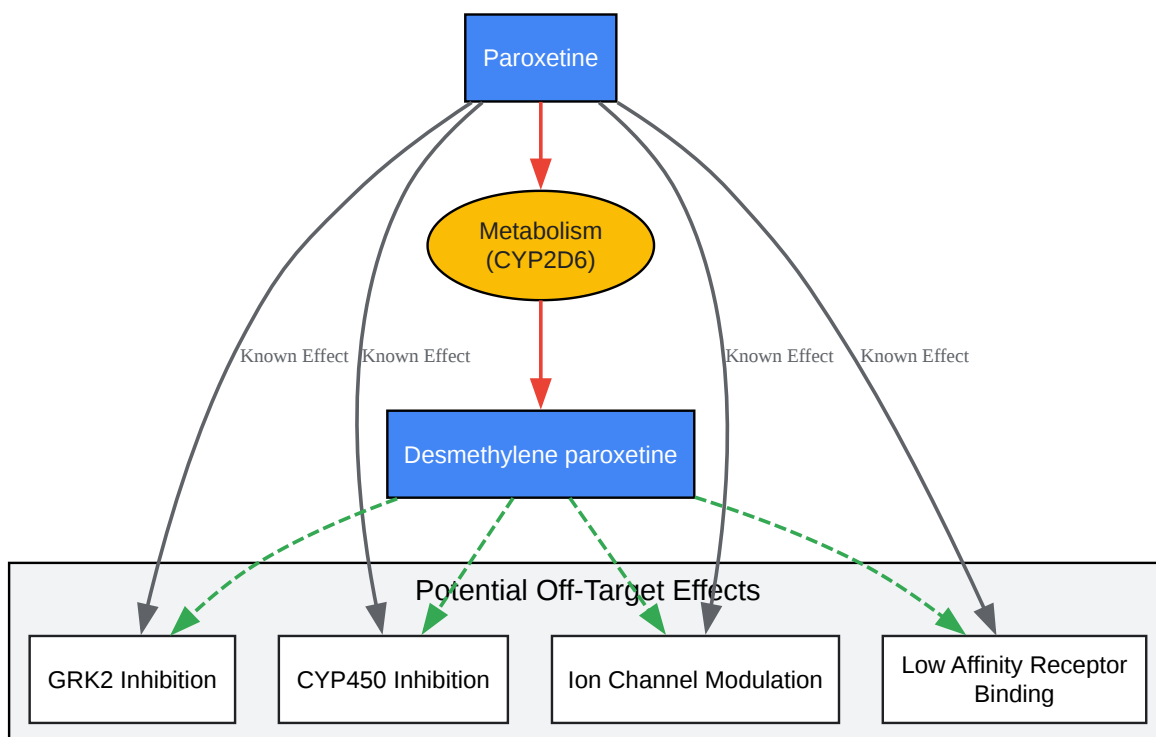 Paroxetine
Metabolism
(CYP2D6)
Known Effect
Known Effect
Known Effect
Known Effect
Desmethylene paroxetine
Potential Off-Target Effects
GRK2 Inhibition
CYP450 Inhibition
Ion Channel Modulation
Low Affinity Receptor
Binding